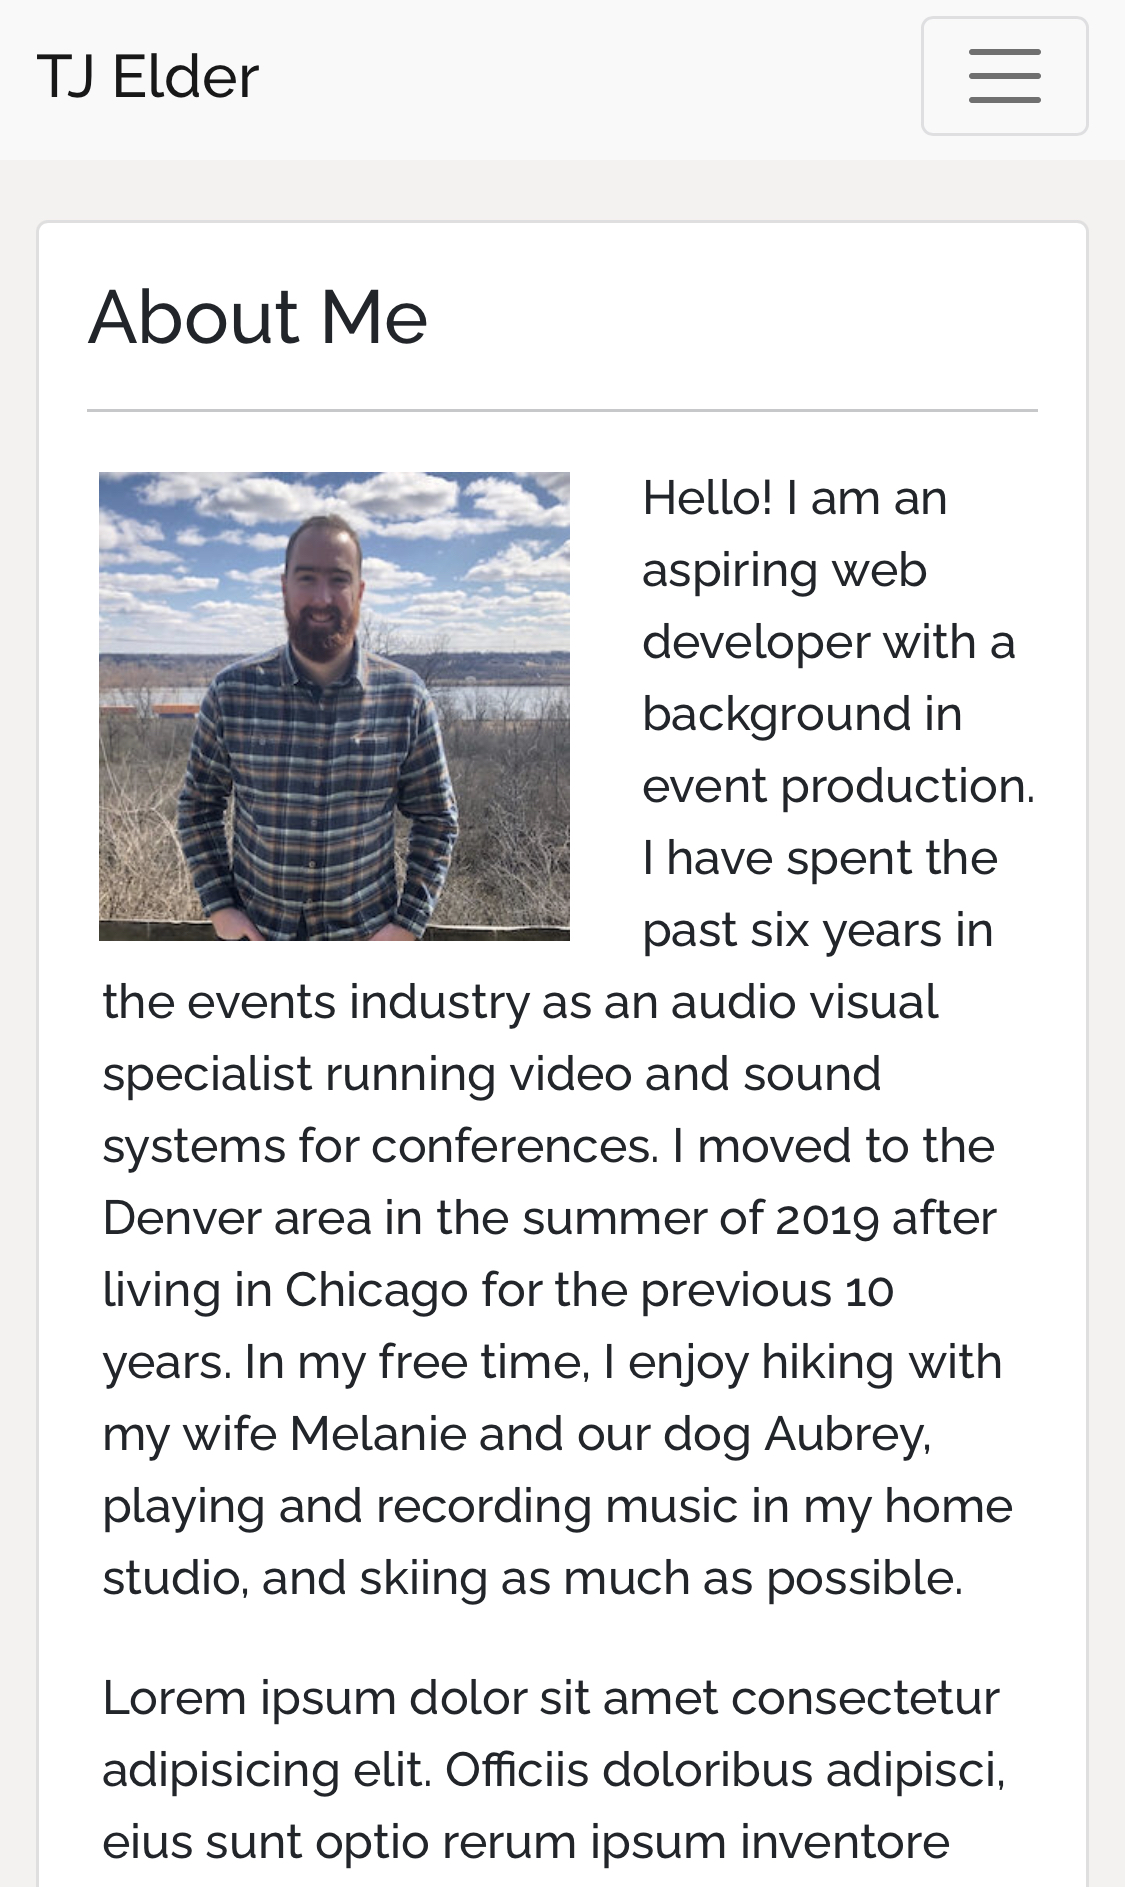 TJ Elder
About Me
Hello! I am an
aspiring web
developer with a
background in
event production.
I have spent the
past six years in
the events industry as an audio visual
specialist running video and sound
systems for conferences. I moved to the
Denver area in the summer of 2019 after
living in Chicago for the previous 10
years. In my free time, I enjoy hiking with
my wife Melanie and our dog Aubrey,
playing and recording music in my home
studio, and skiing as much as possible.
Lorem ipsum dolor sit amet consectetur
adipisicing elit. Officiis doloribus adipisci,
eius sunt optio rerum ipsum inventore